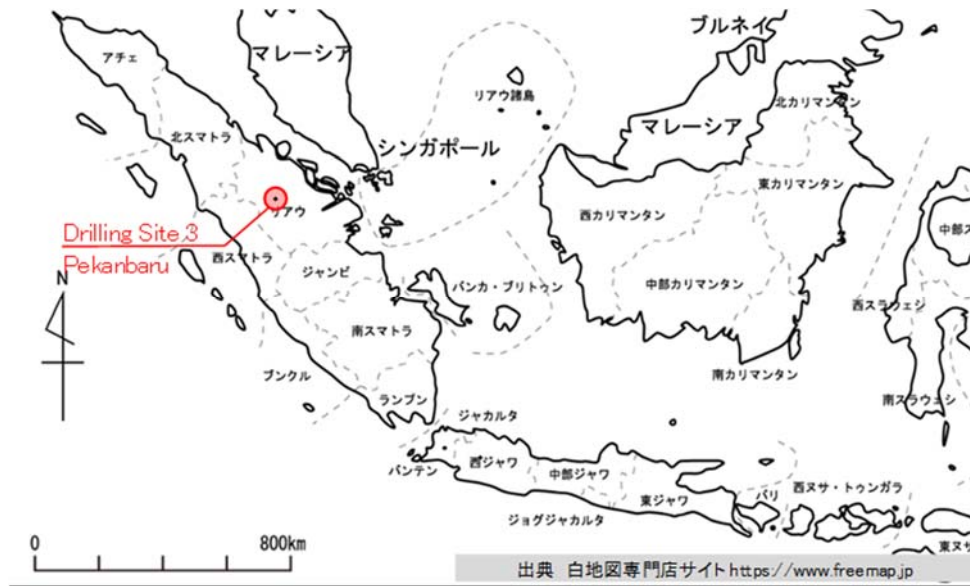 ブルネイ
マレーシア
アチェ
リアウ諸島
北カリマンタン
北スマトラ
シンガポール
マレーシア
東カリマンタン
リアウ
西カリマンタン
Drilling Site 3
Pekanbaru
西スマトラ
中部ス
N
ジャンビ
バンカ・ブリトゥン
中部カリマンタン
西スラウェシ
南スマトラ
ブンクル
南カリマンタン
ランプン
南スラウェシ
ジャカルタ
バンテン
西ジャワ
中部ジャワ
東ジャワ
バリ
西ヌサ・トゥンガラ
ジョグジャカルタ
0
800km
東ヌサ
出典 白地図専門店サイト https://www.freemap.jp